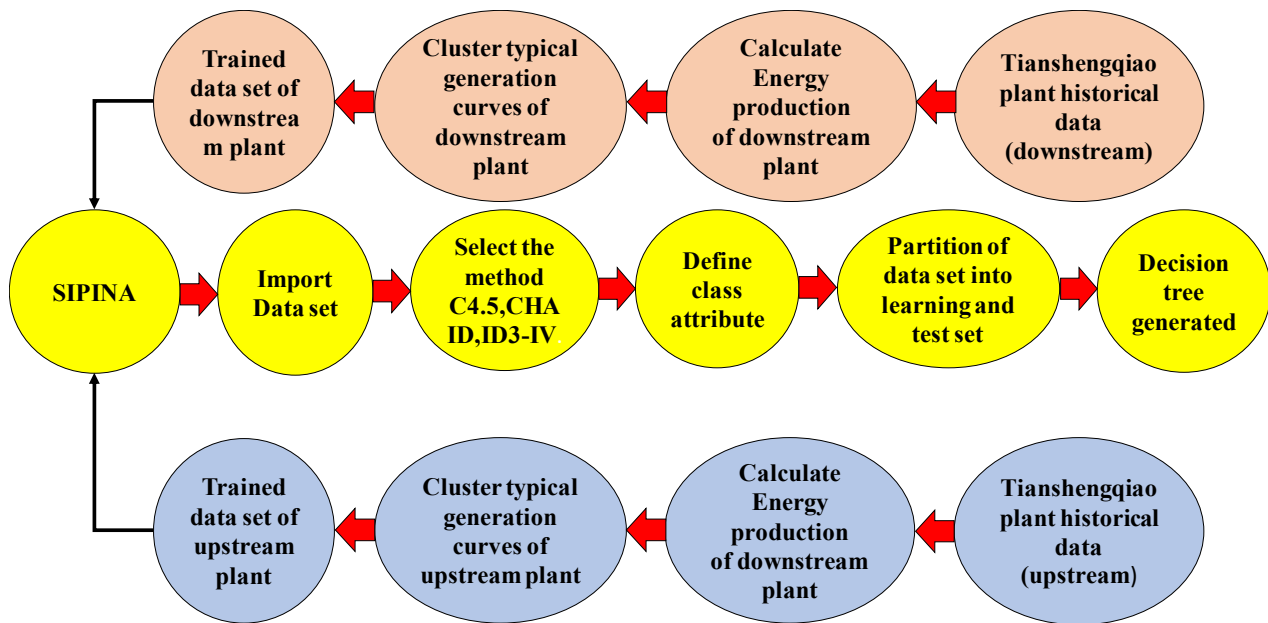 Trained
data set of
downstrea
m plant
Cluster typical
generation
curves of
downstream
plant
Calculate
Energy
production
of downstream
plant
Tianshengqiao
plant historical
data
(downstream)
SIPINA
Import
Data set
Select the
method
C4.5,CHA
ID,ID3-IV.
Define
class
attribute
Partition of
data set into
learning and
test set
Decision
tree
generated
Trained
data set of
upstream
plant
Cluster typical
generation
curves of
upstream plant
Calculate
Energy
production
of downstream
plant
Tianshengqiao
plant historical
data
(upstream)